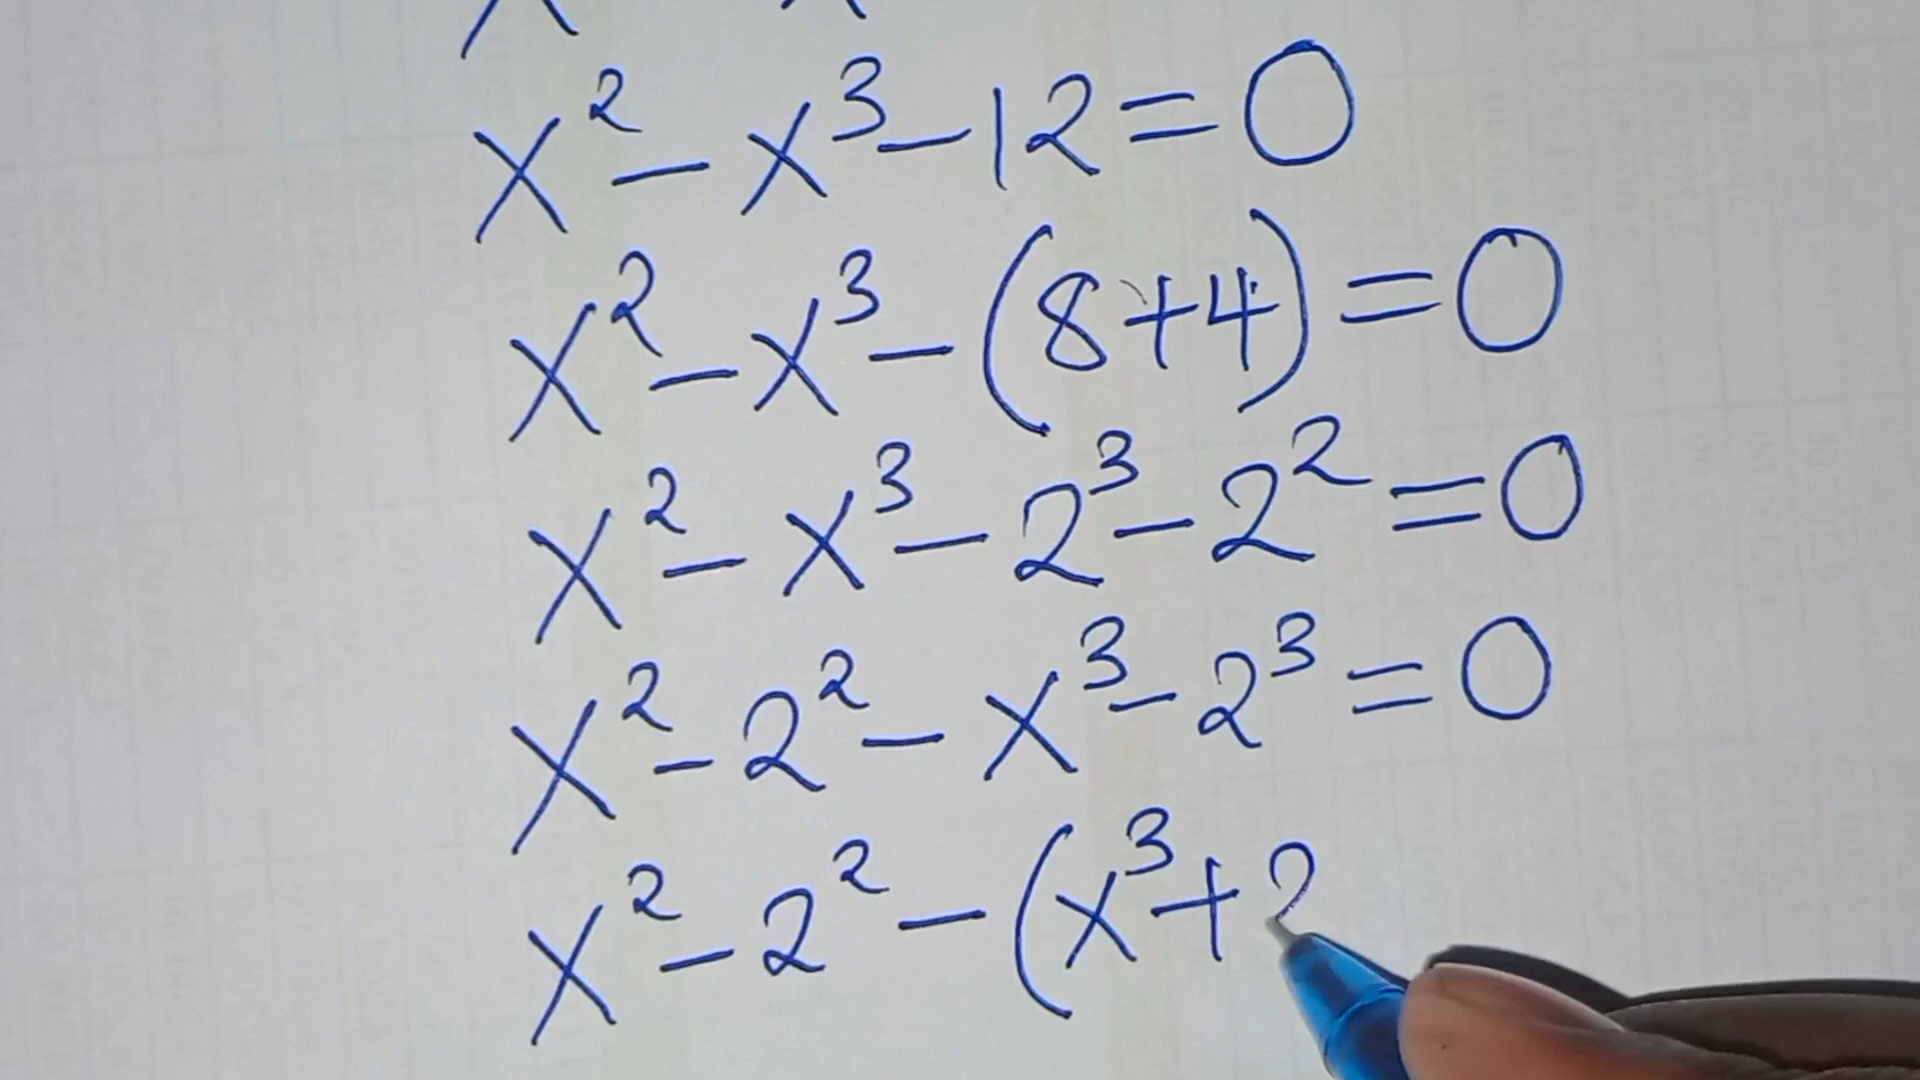 x² - x³ - 12 = 0
x² - x³ - (8+4) = 0
x² - x³ - 2³ - 2² = 0
x² - 2² - x³ - 2³ = 0
x² - 2² - (x³ + 2